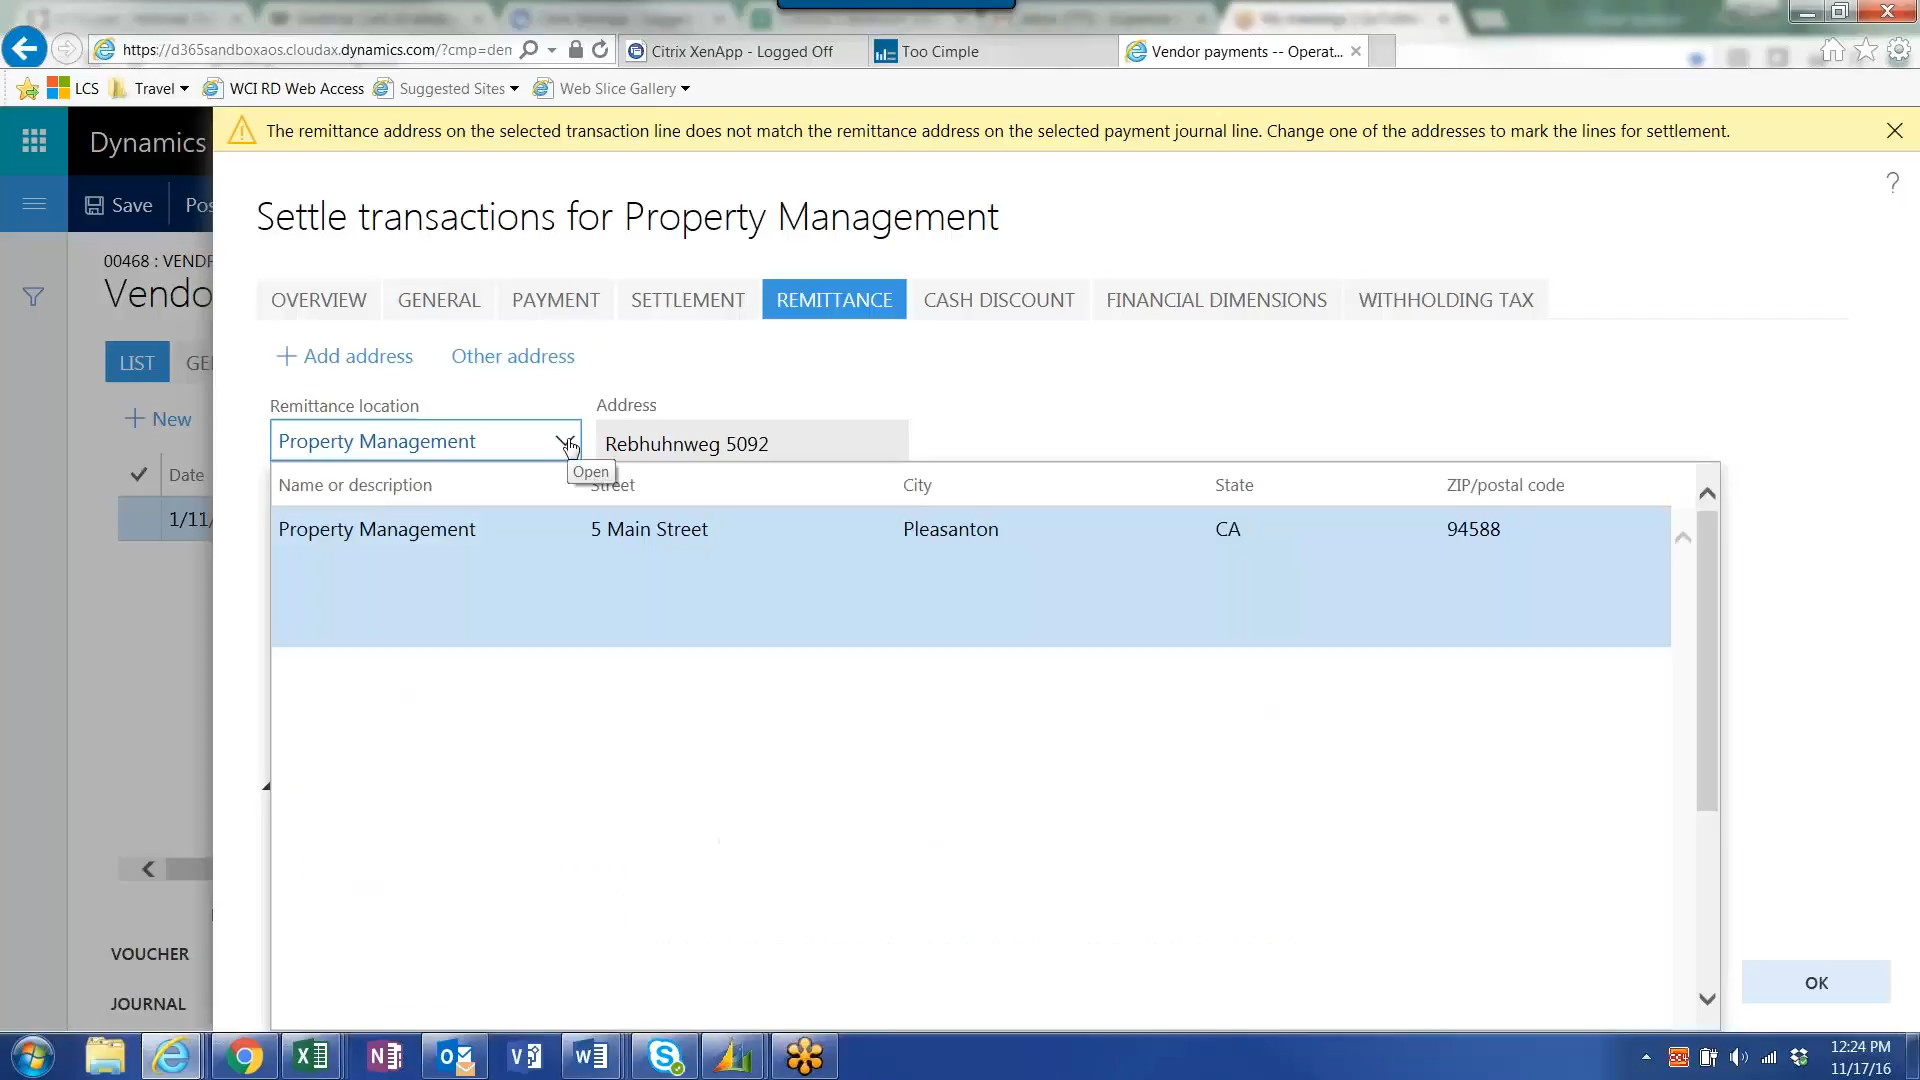 https://d365sandboxaos.cloudax.dynamics.com/?cmp=den
Citrix XenApp - Logged Off
Too Cimple
Vendor payments -- Operat...
LCS
Travel
WCI RD Web Access
Suggested Sites
Web Slice Gallery
Dynamics
The remittance address on the selected transaction line does not match the remittance address on the selected payment journal line. Change one of the addresses to mark the lines for settlement.
?
Save
Pos
Settle transactions for Property Management
00468 : VENDP
Vendo
OVERVIEW
GENERAL
PAYMENT
SETTLEMENT
REMITTANCE
CASH DISCOUNT
FINANCIAL DIMENSIONS
WITHHOLDING TAX
LIST
GE
+ Add address
Other address
+ New
Remittance location
Address
Property Management
Rebhuhnweg 5092
Open
Date
Name or description
Street
City
State
ZIP/postal code
1/11/
Property Management
5 Main Street
Pleasanton
CA
94588
VOUCHER
JOURNAL
OK
12:24 PM
11/17/16